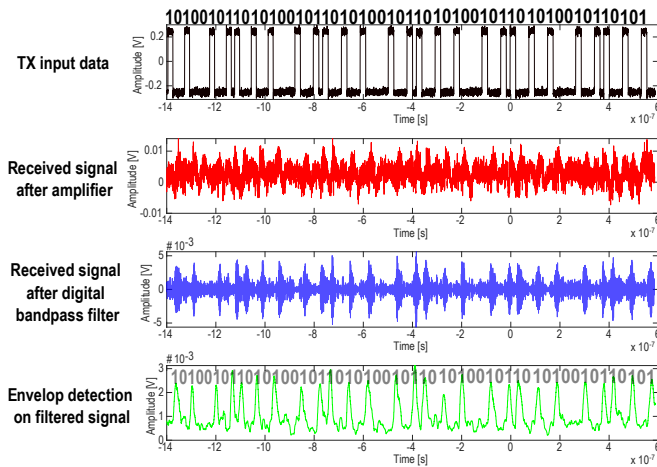 10100101101010010110101001011010100101101010010110101
TX input data
Amplitude [V]
0.2
0
-0.2
-14 -12 -10 -8 -6 -4 -2 0 2 4 6
Time [s]
x 10⁻⁷
Received signal
after amplifier
Amplitude [V]
0.01
0
-0.01
-14 -12 -10 -8 -6 -4 -2 0 2 4 6
Time [s]
x 10⁻⁷
# 10⁻³
Received signal
after digital
bandpass filter
Amplitude [V]
5
0
-5
-14 -12 -10 -8 -6 -4 -2 0 2 4 6
Time [s]
x 10⁻⁷
# 10⁻³
10100101101010010110101001011010100101101010010110101
Envelop detection
on filtered signal
Amplitude [V]
3
2
1
0
-14 -12 -10 -8 -6 -4 -2 0 2 4 6
Time [s]
x 10⁻⁷